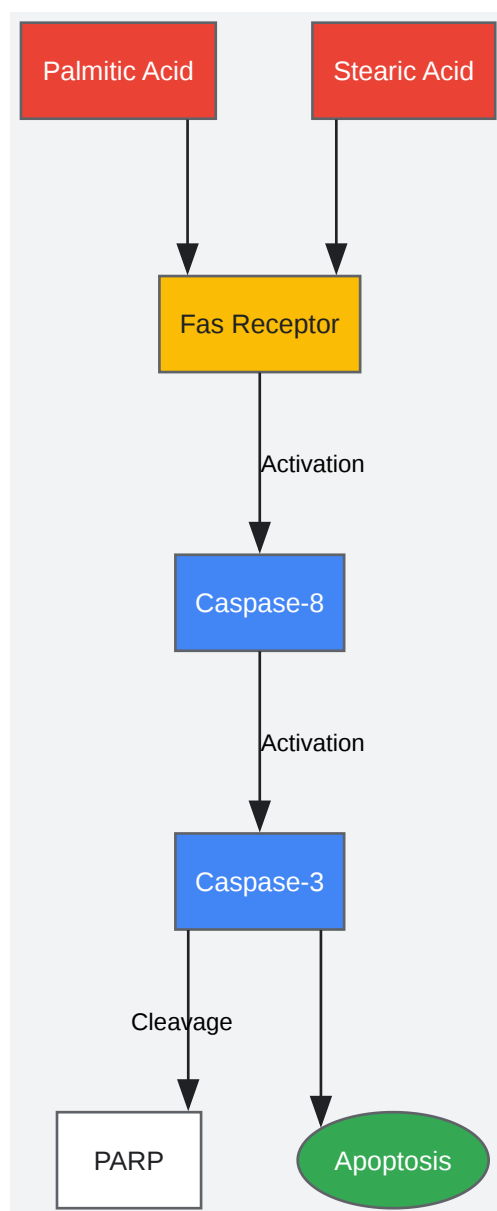 Palmitic Acid
Stearic Acid
Fas Receptor
Activation
Caspase-8
Activation
Caspase-3
Cleavage
PARP
Apoptosis